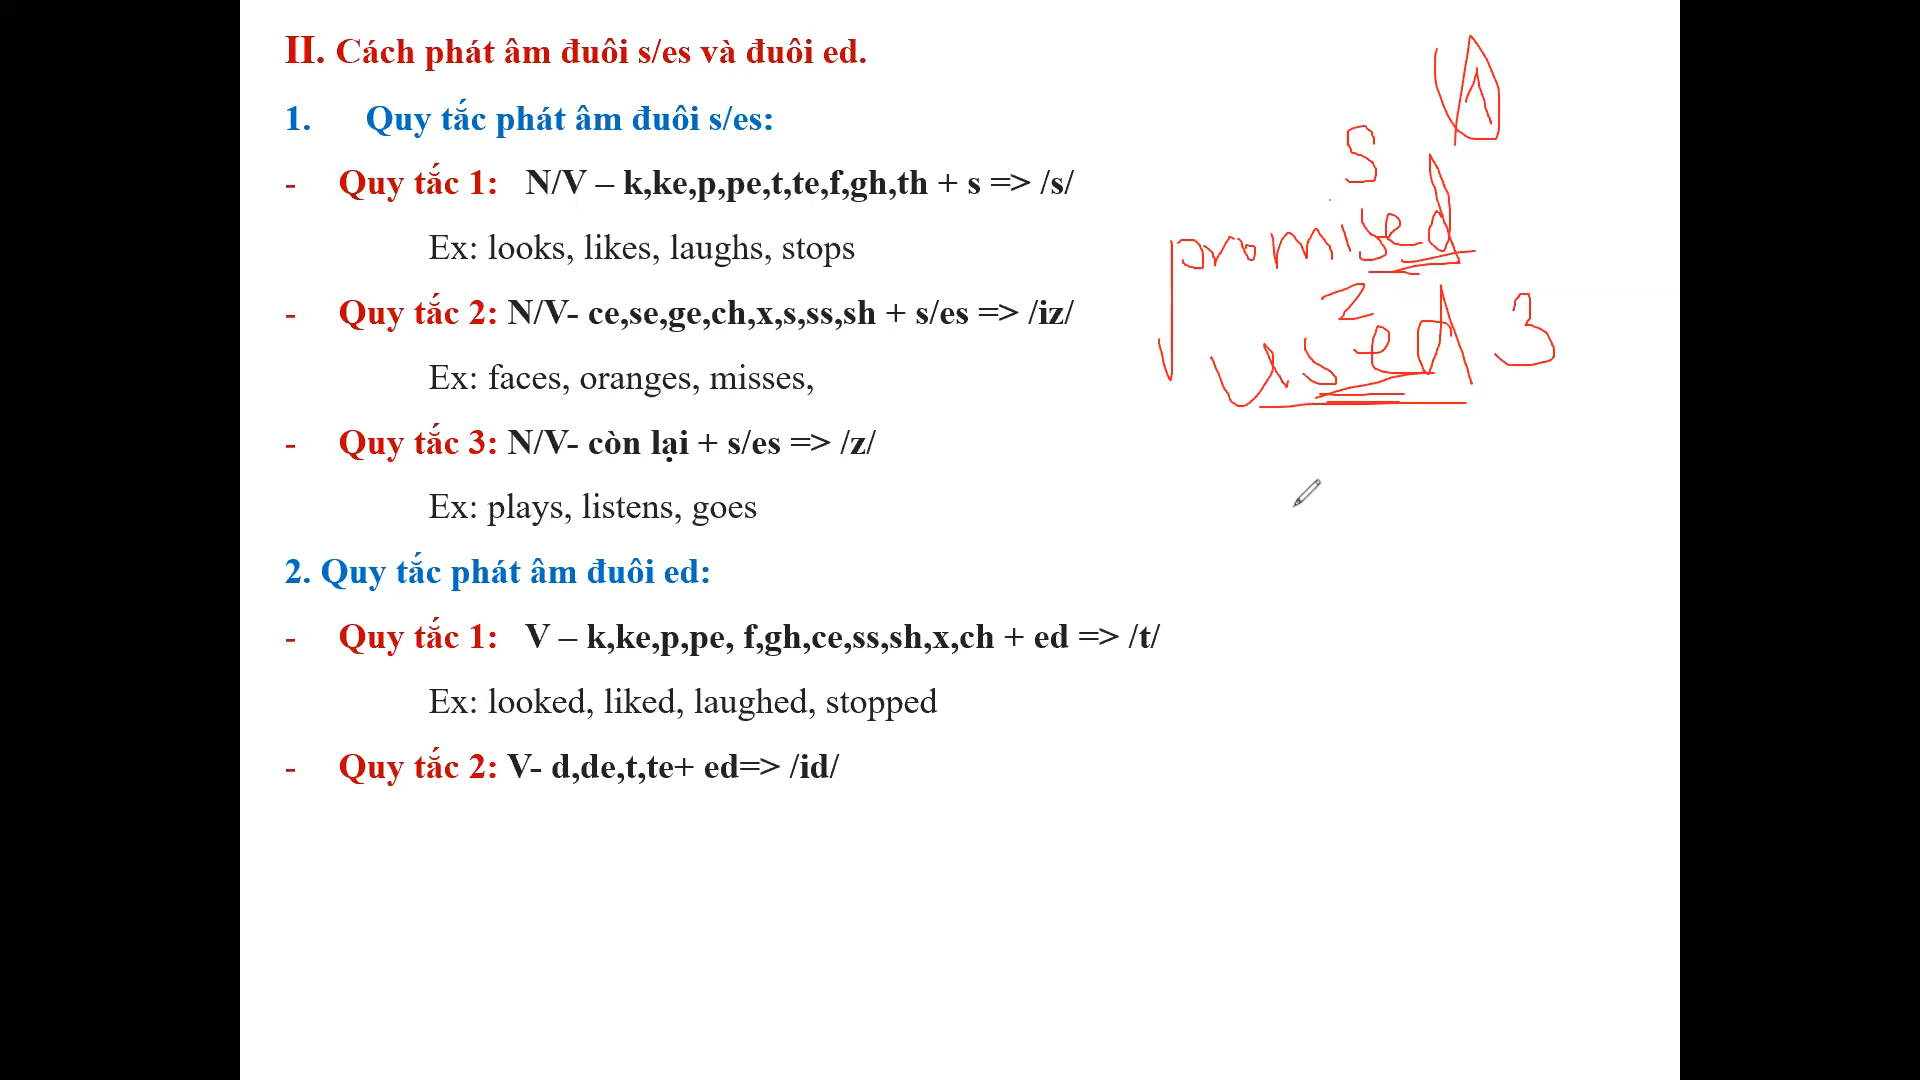 II. Cách phát âm đuôi s/es và đuôi ed.
1. Quy tắc phát âm đuôi s/es:
- Quy tắc 1: N/V – k,ke,p,pe,t,te,f,gh,th + s => /s/
Ex: looks, likes, laughs, stops
- Quy tắc 2: N/V- ce,se,ge,ch,x,s,ss,sh + s/es => /iz/
Ex: faces, oranges, misses,
- Quy tắc 3: N/V- còn lại + s/es => /z/
Ex: plays, listens, goes
2. Quy tắc phát âm đuôi ed:
- Quy tắc 1: V – k,ke,p,pe, f,gh,ce,ss,sh,x,ch + ed => /t/
Ex: looked, liked, laughed, stopped
- Quy tắc 2: V- d,de,t,te+ ed=> /id/
s
promised
z
used 3